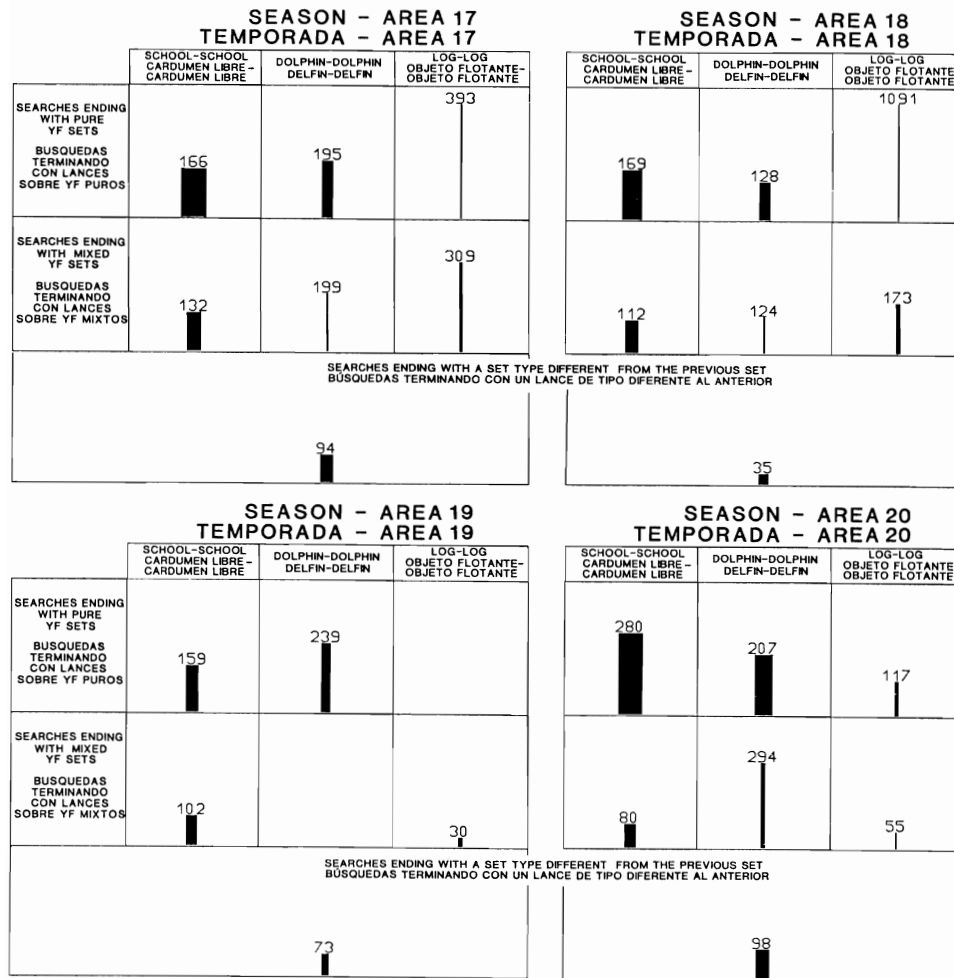 SEASON - AREA 17
TEMPORADA - AREA 17
SCHOOL-SCHOOL
CARDUMEN LIBRE-
CARDUMEN LIBRE
DOLPHIN-DOLPHIN
DELFIN-DELFIN
LOG-LOG
OBJETO FLOTANTE-
OBJETO FLOTANTE
SEARCHES ENDING
WITH PURE
YF SETS
BUSQUEDAS
TERMINANDO
CON LANCES
SOBRE YF PUROS
166
195
393
SEARCHES ENDING
WITH MIXED
YF SETS
BUSQUEDAS
TERMINANDO
CON LANCES
SOBRE YF MIXTOS
132
199
309
SEASON - AREA 18
TEMPORADA - AREA 18
SCHOOL-SCHOOL
CARDUMEN LIBRE-
CARDUMEN LIBRE
DOLPHIN-DOLPHIN
DELFIN-DELFIN
LOG-LOG
OBJETO FLOTANTE
OBJETO FLOTANTE
169
128
1091
112
124
173
SEARCHES ENDING WITH A SET TYPE DIFFERENT FROM THE PREVIOUS SET
BÚSQUEDAS TERMINANDO CON UN LANCE DE TIPO DIFERENTE AL ANTERIOR
94
35
SEASON - AREA 19
TEMPORADA - AREA 19
SCHOOL-SCHOOL
CARDUMEN LIBRE-
CARDUMEN LIBRE
DOLPHIN-DOLPHIN
DELFIN-DELFIN
LOG-LOG
OBJETO FLOTANTE-
OBJETO FLOTANTE
SEARCHES ENDING
WITH PURE
YF SETS
BUSQUEDAS
TERMINANDO
CON LANCES
SOBRE YF PUROS
159
239
SEARCHES ENDING
WITH MIXED
YF SETS
BUSQUEDAS
TERMINANDO
CON LANCES
SOBRE YF MIXTOS
102
30
SEASON - AREA 20
TEMPORADA - AREA 20
SCHOOL-SCHOOL
CARDUMEN LIBRE-
CARDUMEN LIBRE
DOLPHIN-DOLPHIN
DELFIN-DELFIN
LOG-LOG
OBJETO FLOTANTE-
OBJETO FLOTANTE
280
207
117
80
294
55
SEARCHES ENDING WITH A SET TYPE DIFFERENT FROM THE PREVIOUS SET
BÚSQUEDAS TERMINANDO CON UN LANCE DE TIPO DIFERENTE AL ANTERIOR
73
98